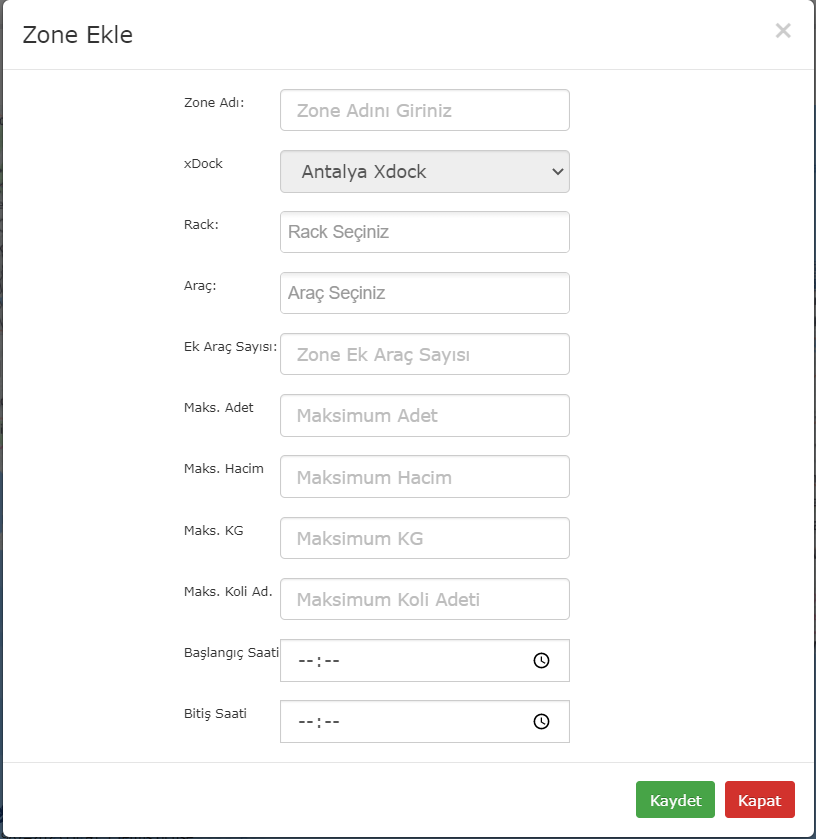 Zone Ekle
×
Zone Adı:
Zone Adını Giriniz
xDock
Antalya Xdock
Rack:
Rack Seçiniz
Araç:
Araç Seçiniz
Ek Araç Sayısı:
Zone Ek Araç Sayısı
Maks. Adet
Maksimum Adet
Maks. Hacim
Maksimum Hacim
Maks. KG
Maksimum KG
Maks. Koli Ad.
Maksimum Koli Adeti
Başlangıç Saati
--:--
Bitiş Saati
--:--
Kaydet
Kapat